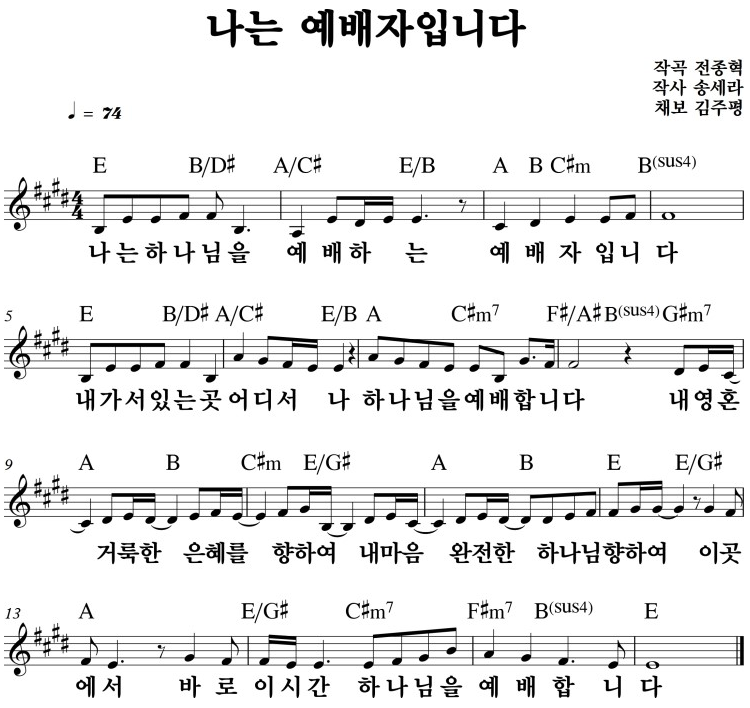 나는 예배자입니다
작곡 전종혁
작사 송세라
채보 김주평
♩ = 74
E B/D# A/C# E/B A B C#m B(sus4)
4/4
나는하나님을 예배하 는 예배자입니 다
5 E B/D# A/C# E/B A C#m7 F#/A# B(sus4) G#m7
내가서있는곳 어디서 나 하나님을예배합니다 내영혼
9 A B C#m E/G# A B E E/G#
거룩한 은혜를 향하여 내마음 완전한 하나님향하여 이곳
13 A E/G# C#m7 F#m7 B(sus4) E
에서 바로 이시간 하나님을 예배합 니 다